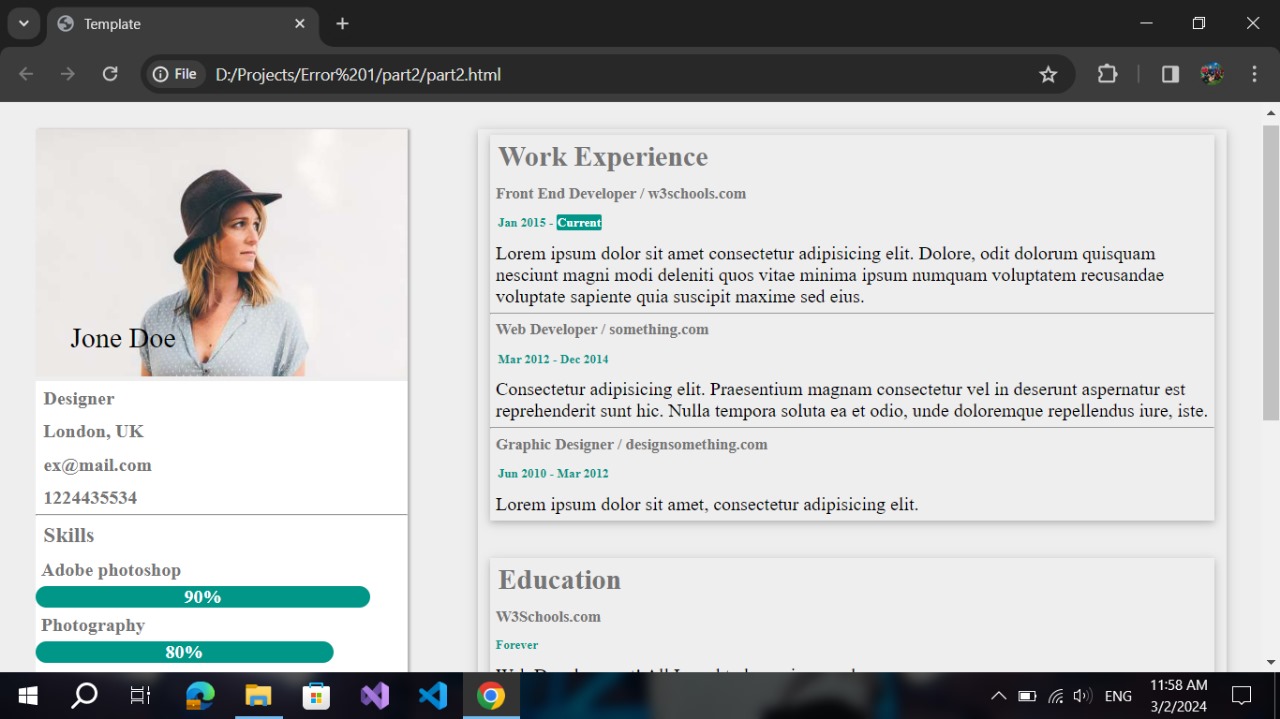 Template
File
D:/Projects/Error%201/part2/part2.html
Jone Doe
Designer
London, UK
ex@mail.com
1224435534
Skills
Adobe photoshop
90%
Photography
80%
Work Experience
Front End Developer / w3schools.com
Jan 2015 - Current
Lorem ipsum dolor sit amet consectetur adipisicing elit. Dolore, odit dolorum quisquam
nesciunt magni modi deleniti quos vitae minima ipsum numquam voluptatem recusandae
voluptate sapiente quia suscipit maxime sed eius.
Web Developer / something.com
Mar 2012 - Dec 2014
Consectetur adipisicing elit. Praesentium magnam consectetur vel in deserunt aspernatur est
reprehenderit sunt hic. Nulla tempora soluta ea et odio, unde doloremque repellendus iure, iste.
Graphic Designer / designsomething.com
Jun 2010 - Mar 2012
Lorem ipsum dolor sit amet, consectetur adipisicing elit.
Education
W3Schools.com
Forever
ENG
11:58 AM
3/2/2024